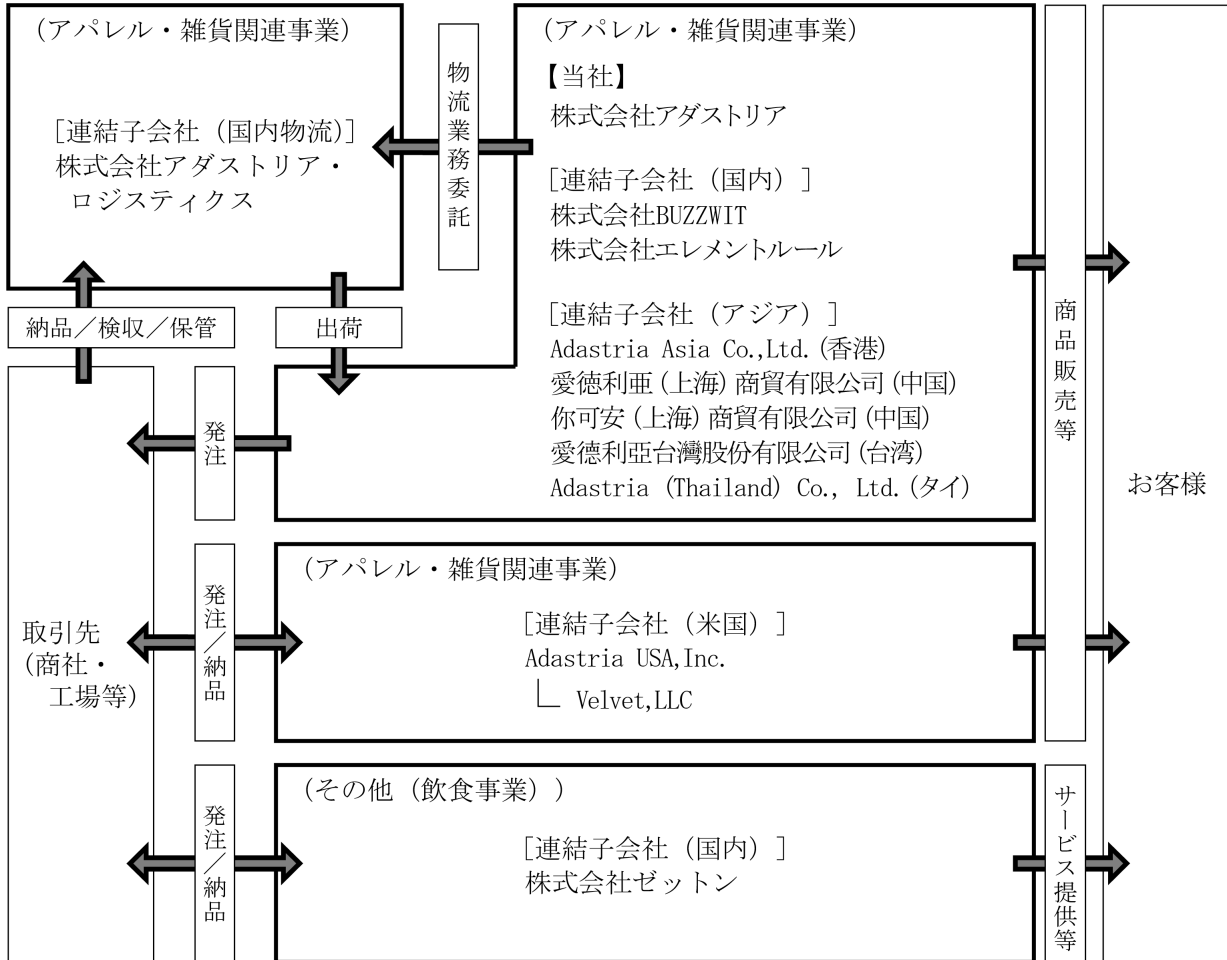 (アパレル・雑貨関連事業)
[連結子会社（国内物流)]
株式会社アダストリア・
ロジスティクス
物流業務委託
(アパレル・雑貨関連事業)
【当社】
株式会社アダストリア
[連結子会社（国内）]
株式会社BUZZWIT
株式会社エレメントルール
[連結子会社（アジア）]
Adastria Asia Co.,Ltd.(香港)
愛德利亜(上海)商貿有限公司(中国)
你可安(上海)商貿有限公司(中国)
愛德利亞台灣股份有限公司(台湾)
Adastria (Thailand) Co., Ltd.(タイ)
納品／検収／保管
出荷
発注
商品販売等
お客様
取引先
(商社・
工場等)
発注／納品
(アパレル・雑貨関連事業)
[連結子会社（米国）]
Adastria USA,Inc.
Velvet,LLC
発注／納品
(その他（飲食事業）)
[連結子会社（国内）]
株式会社ゼットン
サービス提供等